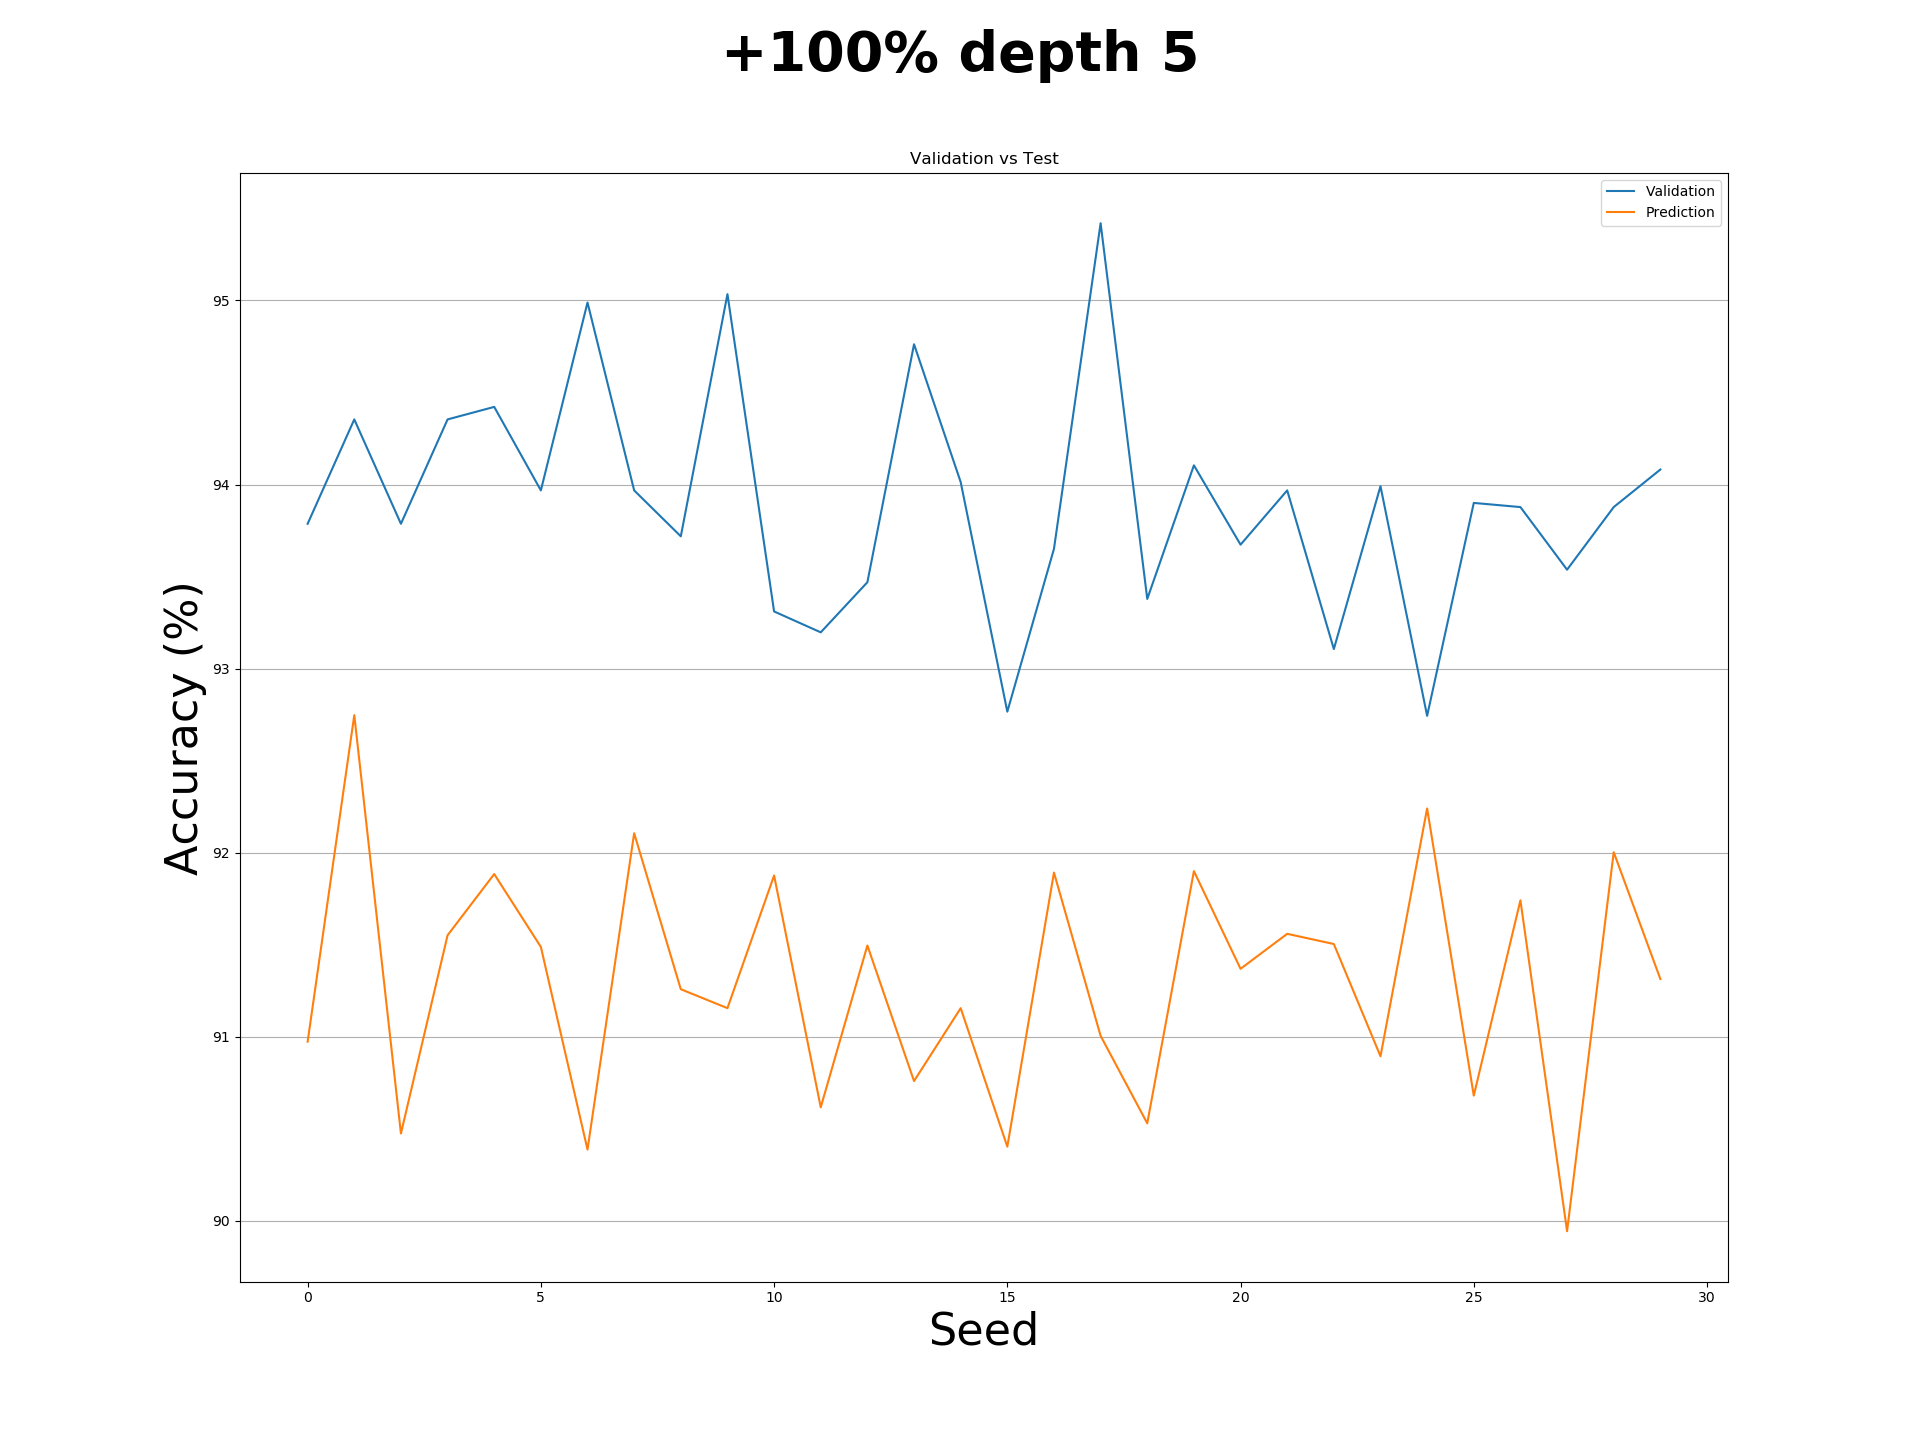 +100% depth 5
Validation vs Test
Validation
Prediction
95
94
93
92
91
90
Accuracy (%)
0 5 10 15 20 25 30
Seed